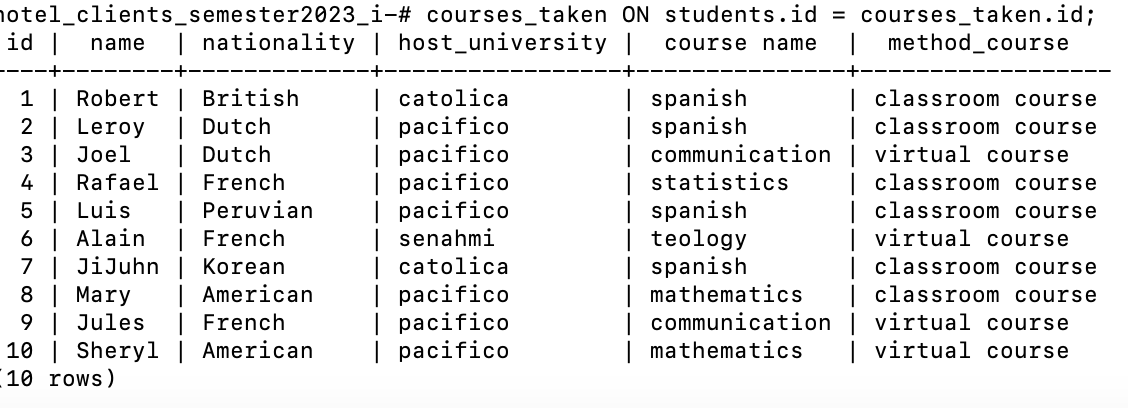 hotel_clients_semester2023_i-# courses_taken ON students.id = courses_taken.id;
id | name | nationality | host_university | course name | method_course
----+--------+-------------+-----------------+---------------+------------------
1 | Robert | British | catolica | spanish | classroom course
2 | Leroy | Dutch | pacifico | spanish | classroom course
3 | Joel | Dutch | pacifico | communication | virtual course
4 | Rafael | French | pacifico | statistics | classroom course
5 | Luis | Peruvian | pacifico | spanish | classroom course
6 | Alain | French | senahmi | teology | virtual course
7 | JiJuhn | Korean | catolica | spanish | classroom course
8 | Mary | American | pacifico | mathematics | classroom course
9 | Jules | French | pacifico | communication | virtual course
10 | Sheryl | American | pacifico | mathematics | virtual course
(10 rows)